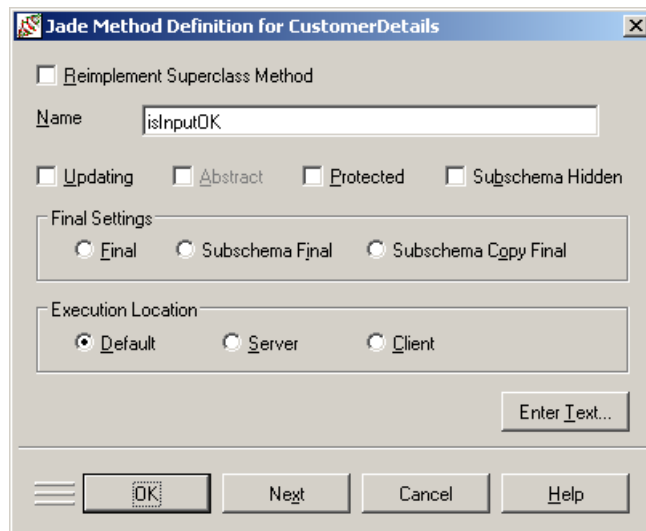 Jade Method Definition for CustomerDetails
Reimplement Superclass Method
Name isInputOK
Updating Abstract Protected Subschema Hidden
Final Settings
Final Subschema Final Subschema Copy Final
Execution Location
Default Server Client
Enter Text...
OK Next Cancel Help